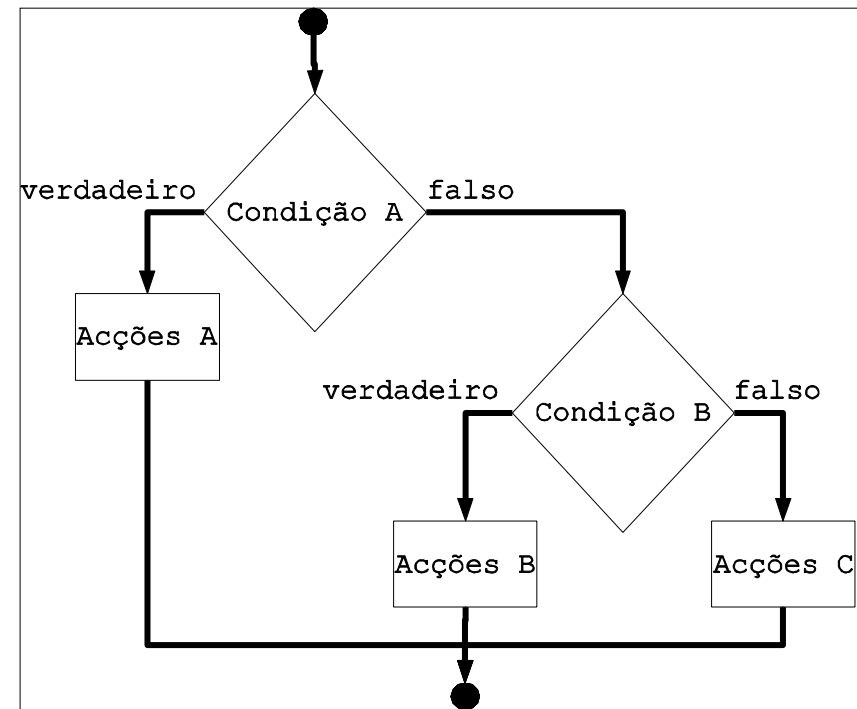 verdadeiro
Condição A
falso
Acções A
verdadeiro
Condição B
falso
Acções B
Acções C